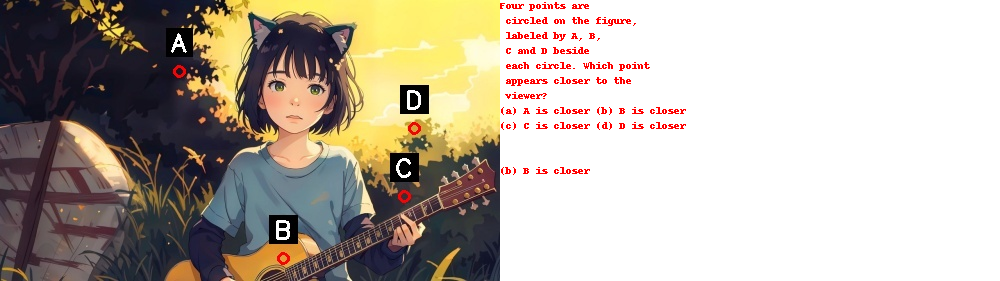 A
D
C
B
Four points are
circled on the figure,
labeled by A, B,
C and D beside
each circle. Which point
appears closer to the
viewer?
(a) A is closer (b) B is closer
(c) C is closer (d) D is closer
(b) B is closer